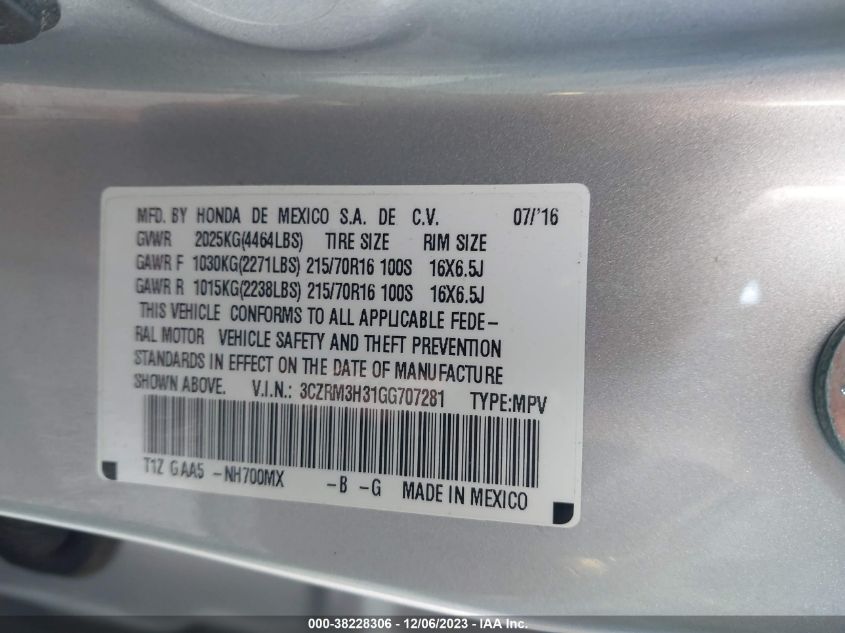 MFD. BY HONDA DE MEXICO S.A. DE C.V. 07/'16
GVWR 2025KG(4464LBS) TIRE SIZE RIM SIZE
GAWR F 1030KG(2271LBS) 215/70R16 100S 16X6.5J
GAWR R 1015KG(2238LBS) 215/70R16 100S 16X6.5J
THIS VEHICLE CONFORMS TO ALL APPLICABLE FEDE-
RAL MOTOR VEHICLE SAFETY AND THEFT PREVENTION
STANDARDS IN EFFECT ON THE DATE OF MANUFACTURE
SHOWN ABOVE. V.I.N.: 3CZRM3H31GG707281 TYPE:MPV
T1Z GAA5 -NH700MX -B -G MADE IN MEXICO
000-38228306 - 12/06/2023 - IAA Inc.